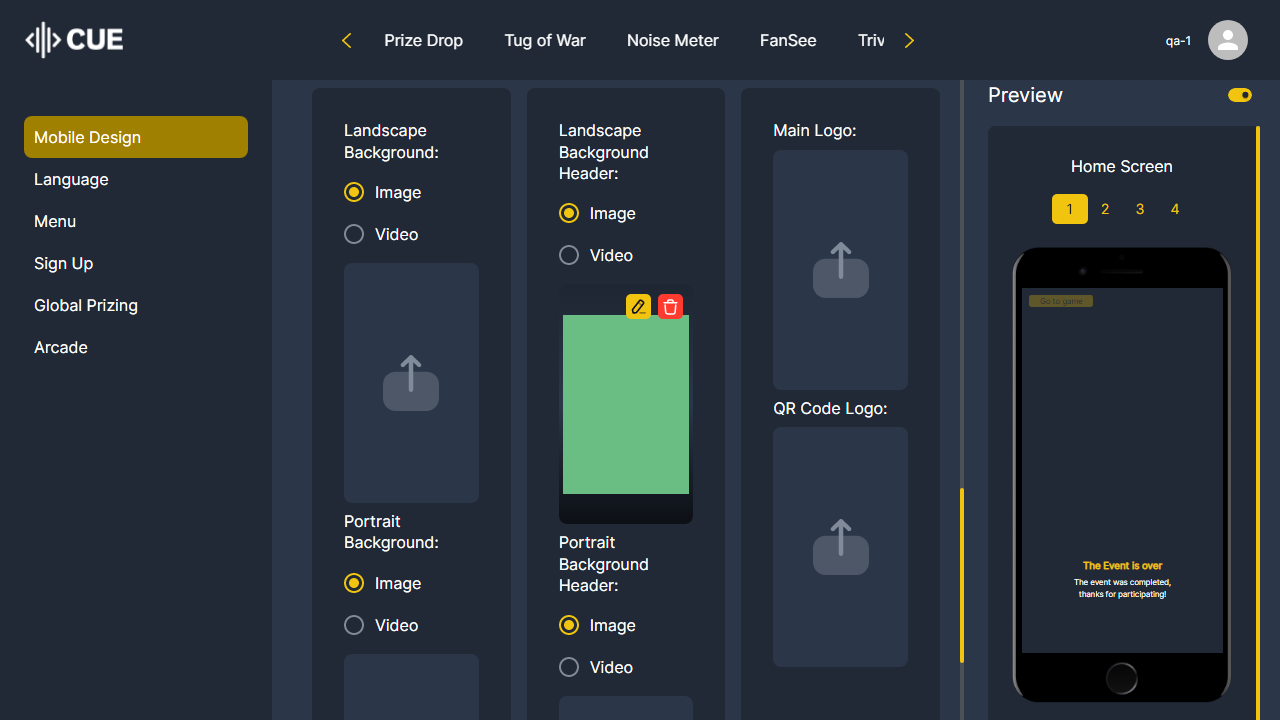 CUE
Prize Drop
Tug of War
Noise Meter
FanSee
Triv
qa-1
Mobile Design
Language
Menu
Sign Up
Global Prizing
Arcade
Landscape
Background:
Image
Video
Portrait
Background:
Image
Video
Landscape
Background
Header:
Image
Video
Portrait
Background
Header:
Image
Video
Main Logo:
QR Code Logo:
Preview
Home Screen
1 2 3 4
Go to game
The Event is over
The event was completed,
thanks for participating!